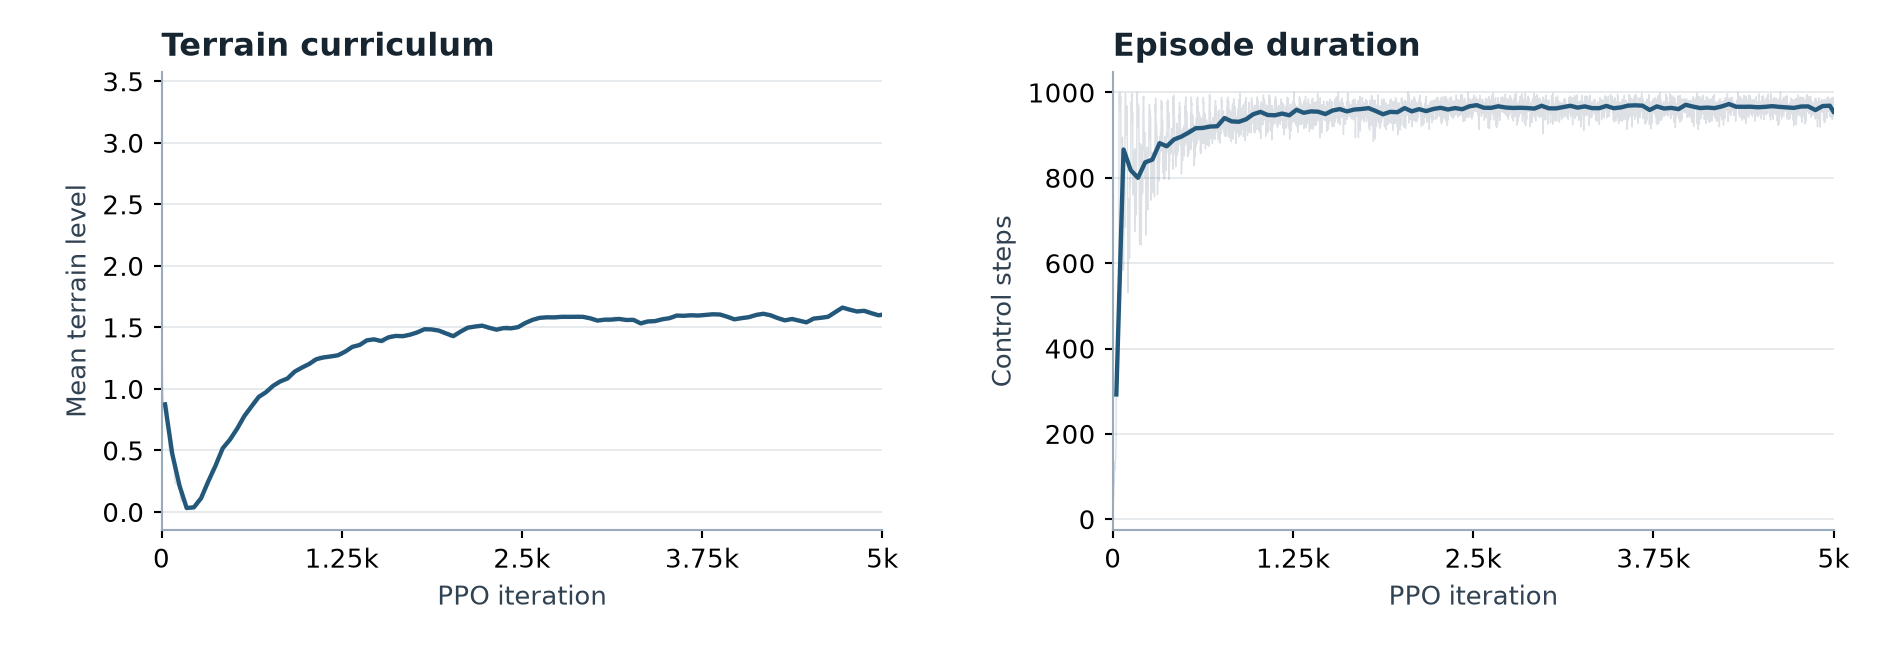 Terrain curriculum
3.5
3.0
2.5
2.0
1.5
1.0
0.5
0.0
Mean terrain level
0 1.25k 2.5k 3.75k 5k
PPO iteration
Episode duration
1000
800
600
400
200
0
Control steps
0 1.25k 2.5k 3.75k 5k
PPO iteration